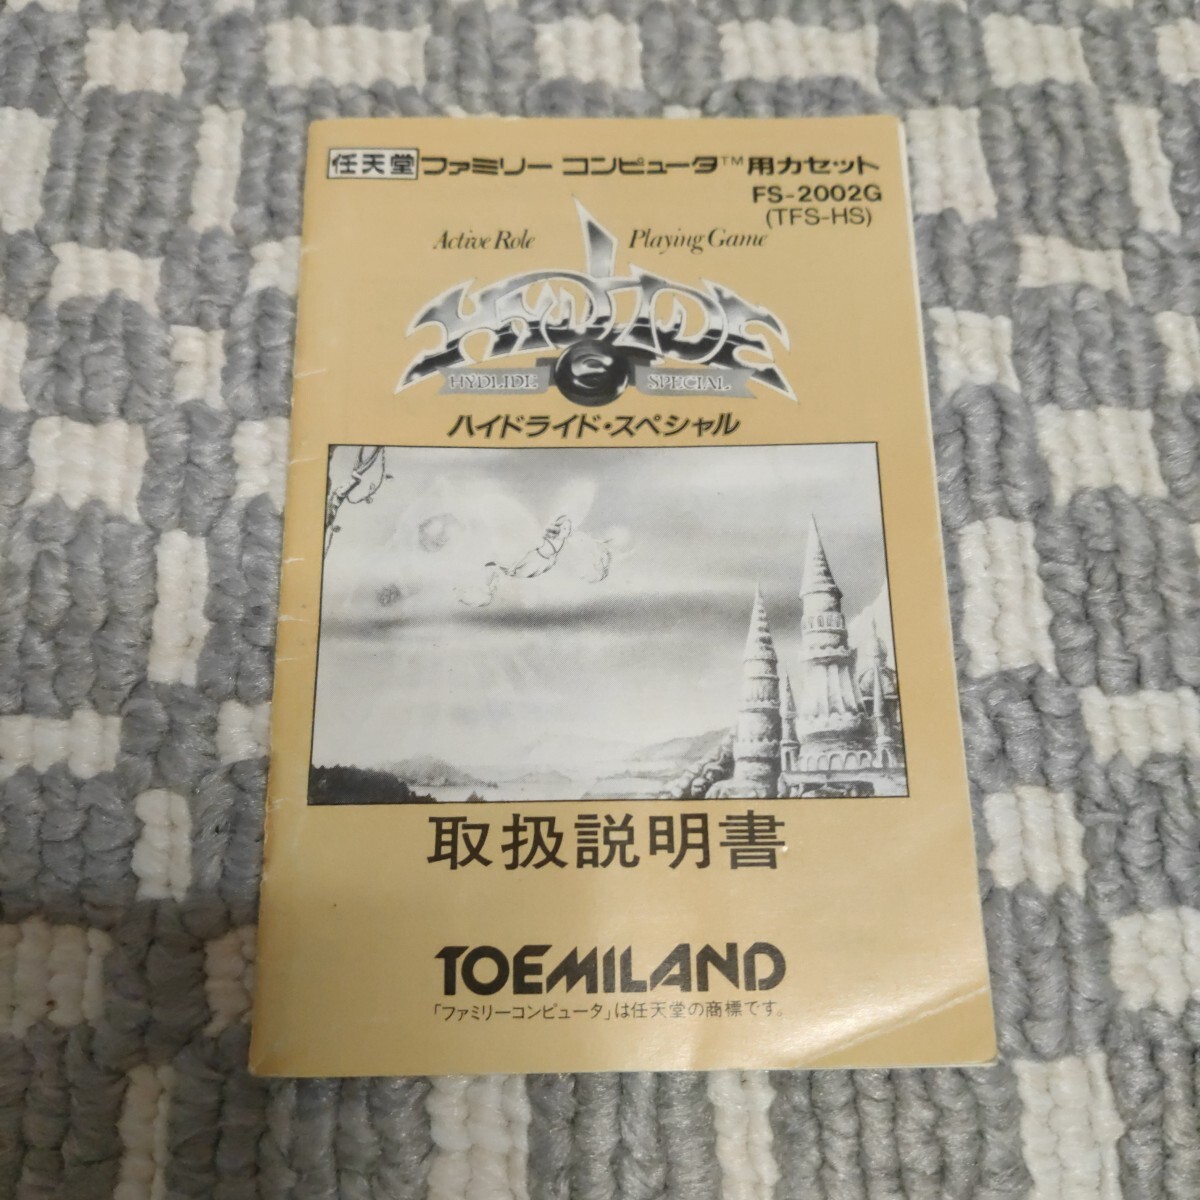 任天堂 ファミリー コンピュータ™用カセット
FS-2002G
(TFS-HS)
Active Role Playing Game
HYDLIDE
HYDLIDE SPECIAL
ハイドライド・スペシャル
取扱説明書
TOEMILAND
「ファミリーコンピュータ」は任天堂の商標です。